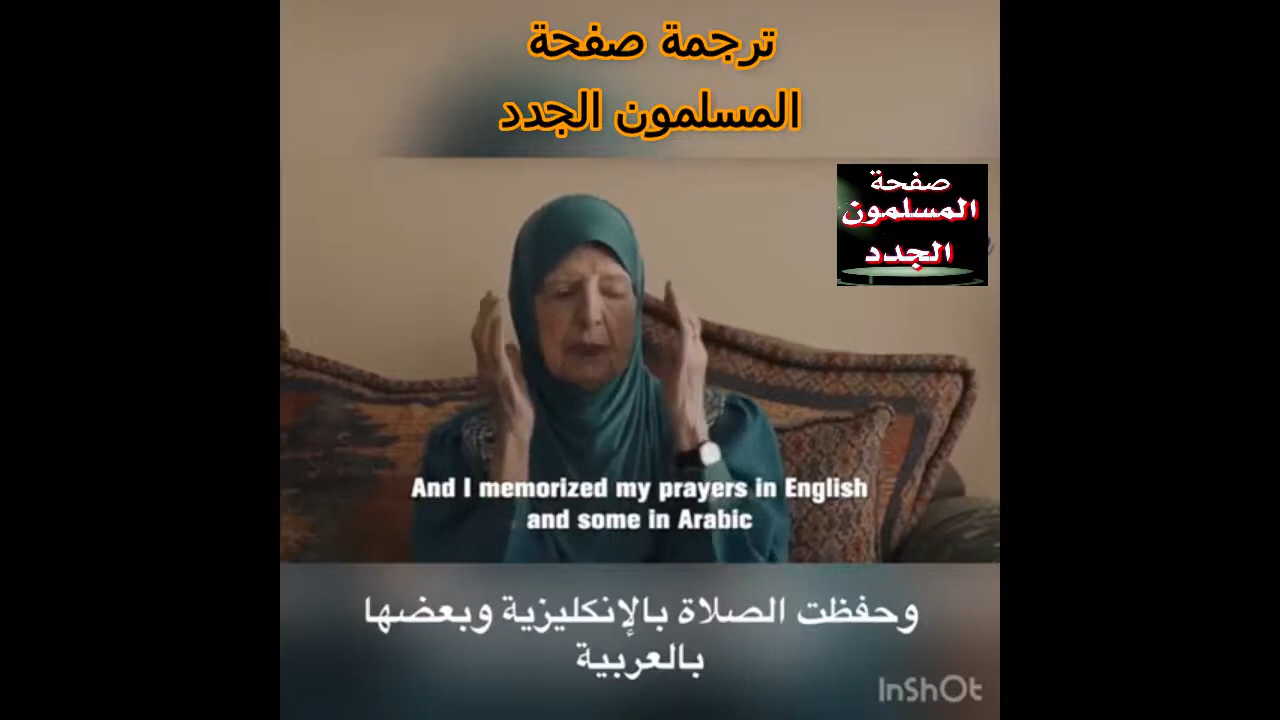 ترجمة صفحة
المسلمون الجدد
صفحة
المسلمون
الجدد
And I memorized my prayers in English
and some in Arabic
وحفظت الصلاة بالإنكليزية وبعضها
بالعربية
InShOt